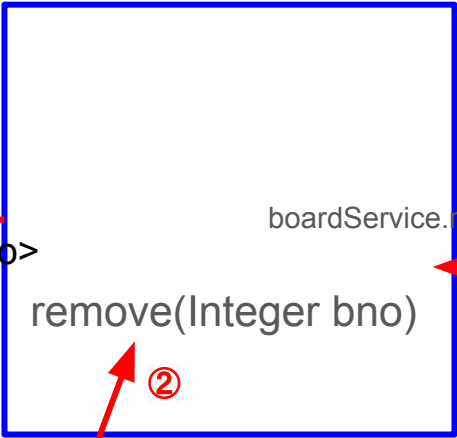 boardService.
o>
remove(Integer bno)
②